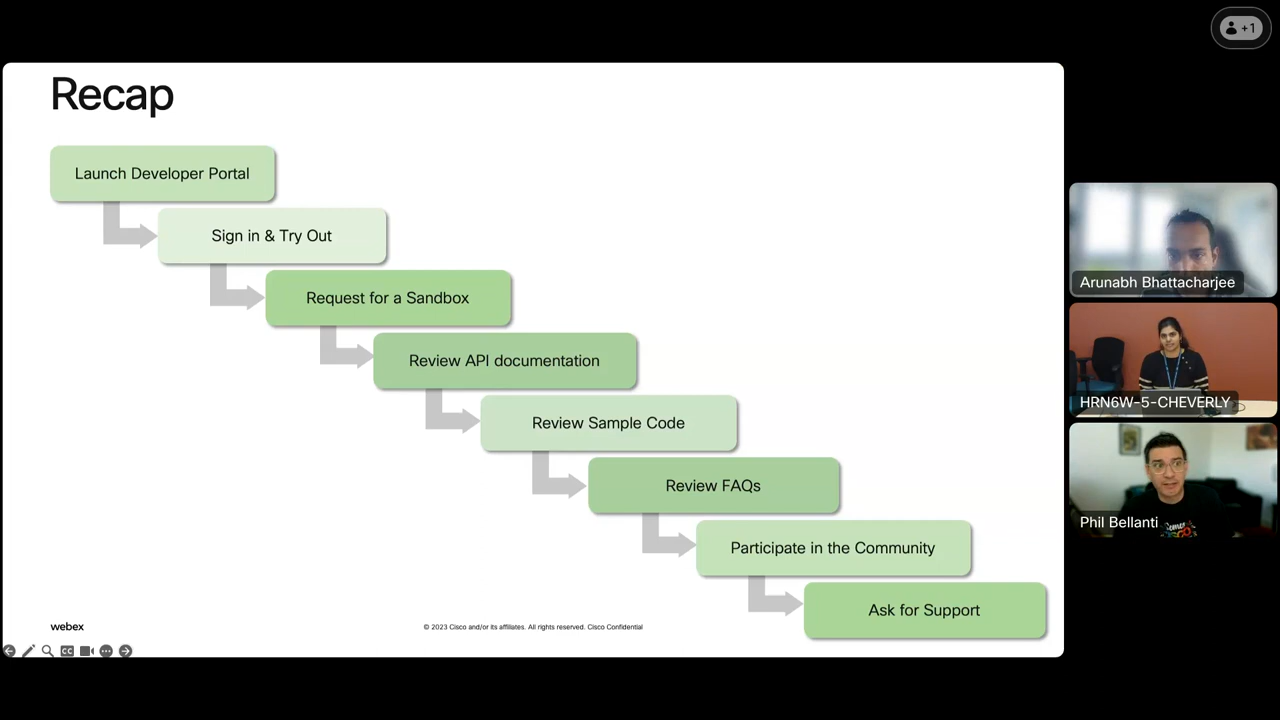 +1
Recap
Launch Developer Portal
Sign in & Try Out
Request for a Sandbox
Review API documentation
Review Sample Code
Review FAQs
Participate in the Community
Ask for Support
webex
© 2023 Cisco and/or its affiliates. All rights reserved. Cisco Confidential
CC
Arunabh Bhattacharjee
HRN6W-5-CHEVERLY
Phil Bellanti